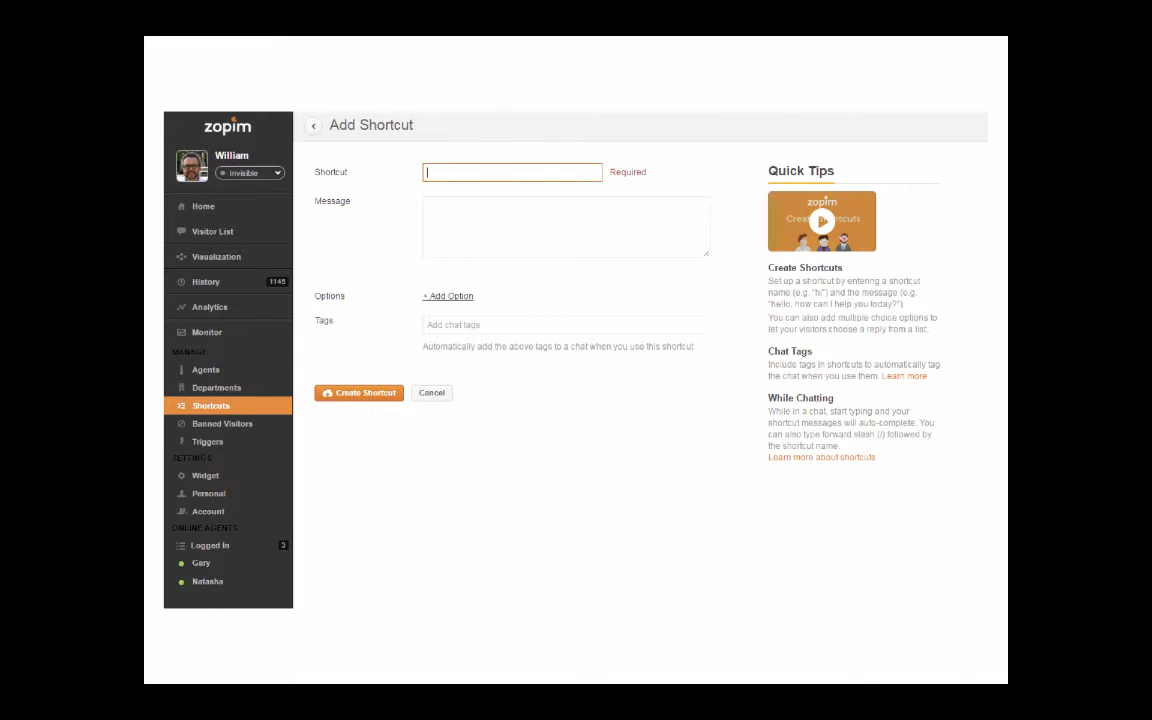 zopim
William
Invisible
Home
Visitor List
Visualization
History 1145
Analytics
Monitor
MANAGE
Agents
Departments
Shortcuts
Banned Visitors
Triggers
SETTINGS
Widget
Personal
Account
ONLINE AGENTS
Logged In 3
Gary
Natasha
Add Shortcut
Shortcut Required
Message
Options + Add Option
Tags Add chat tags
Automatically add the above tags to a chat when you use this shortcut
Create Shortcut Cancel
Quick Tips
zopim
Create Shortcuts
Create Shortcuts
Set up a shortcut by entering a shortcut
name (e.g. "hi") and the message (e.g.
"hello, how can I help you today?")
You can also add multiple choice options to
let your visitors choose a reply from a list.
Chat Tags
Include tags in shortcuts to automatically tag
the chat when you use them. Learn more
While Chatting
While in a chat, start typing and your
shortcut messages will auto-complete. You
can also type forward slash (/) followed by
the shortcut name.
Learn more about shortcuts